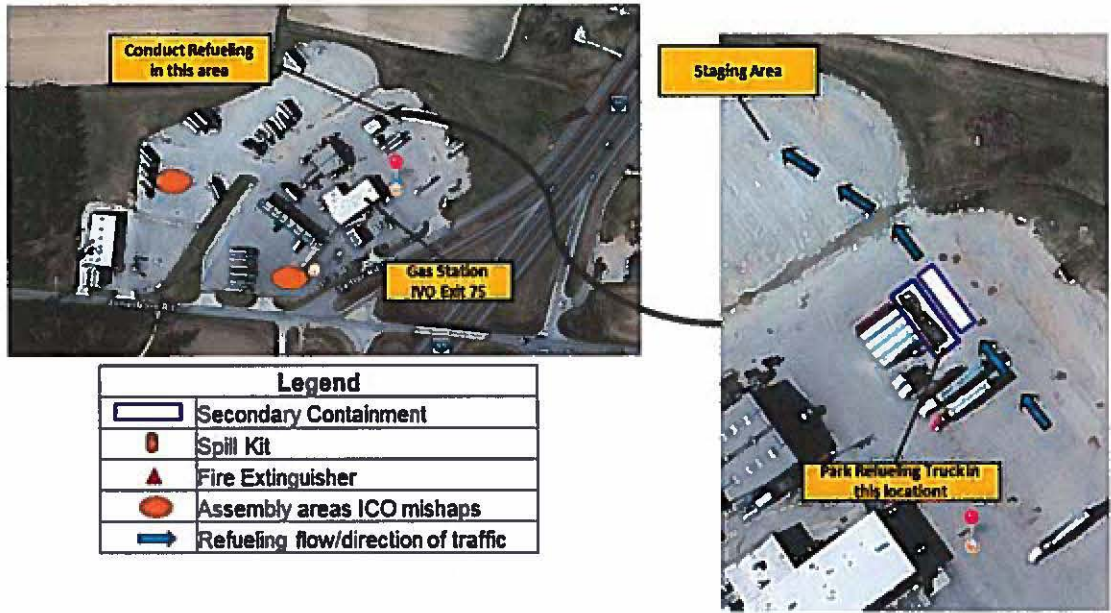 Conduct Refueling
in this area
Staging Area
Gas Station
IVO Exit 75
Legend
Secondary Containment
Spill Kit
Fire Extinguisher
Assembly areas ICO mishaps
Refueling flow/direction of traffic
Park Refueling Truck in
this locationt